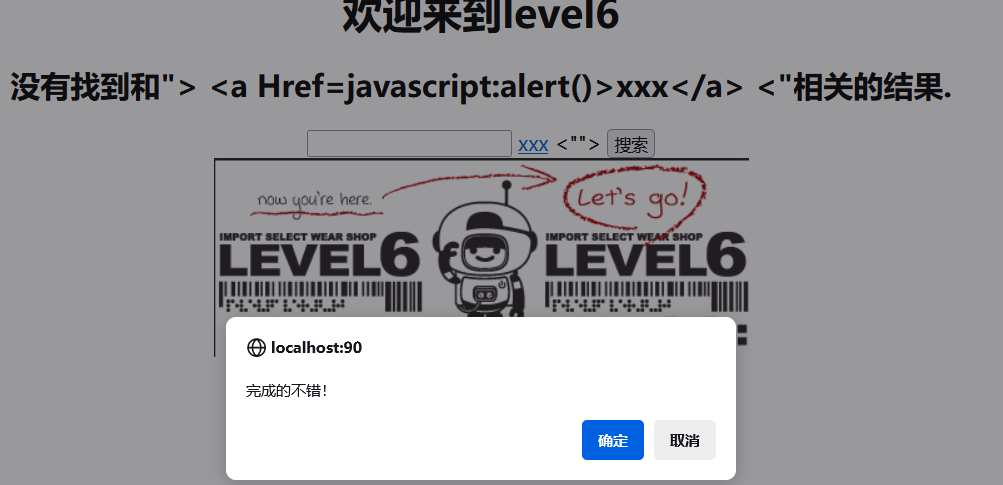 欢迎来到level6
没有找到和"> <a Href=javascript:alert()>xxx</a> <"相关的结果.
xxx <""> 搜索
now you're here. Let's go!
IMPORT SELECT WEAR SHOP IMPORT SELECT WEAR SHOP
LEVEL6 LEVEL6
localhost:90
完成的不错!
确定 取消